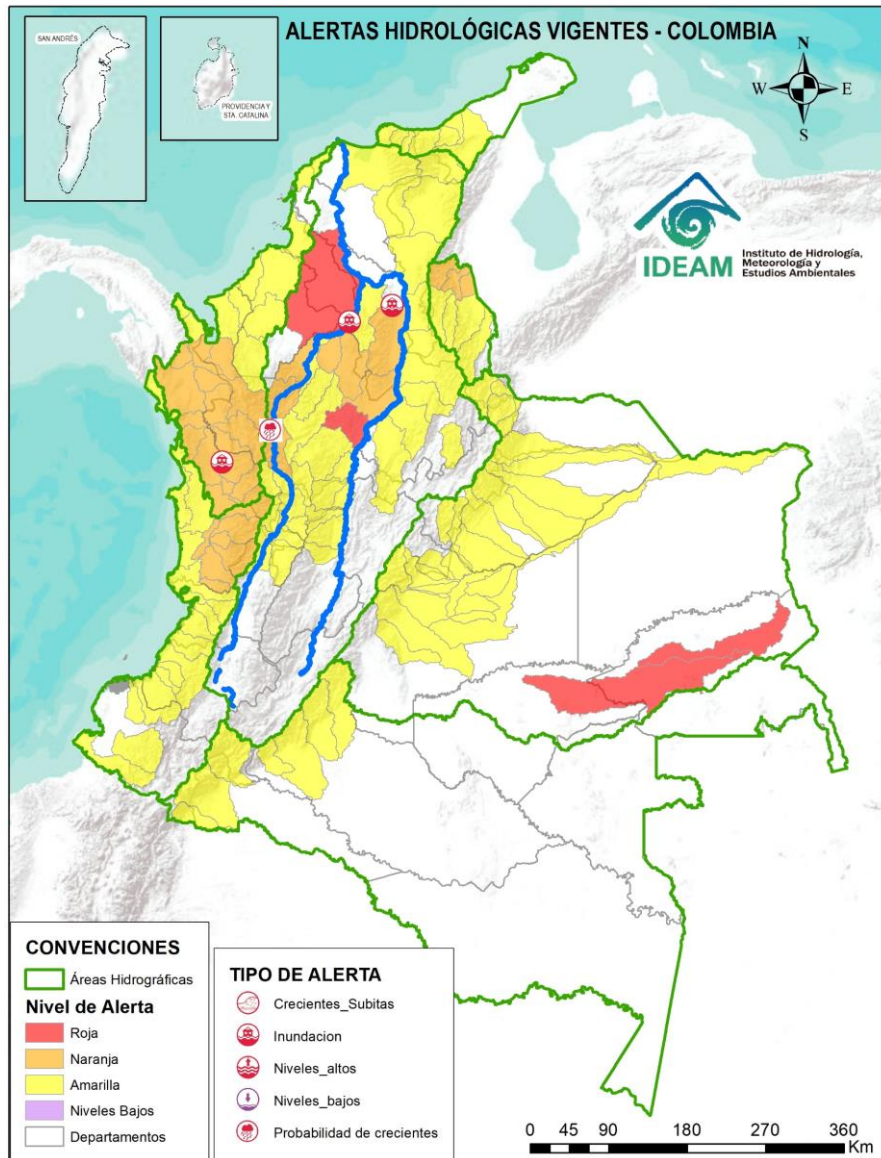 ALERTAS HIDROLÓGICAS VIGENTES - COLOMBIA
SAN ANDRÉS
PROVIDENCIA Y
STA. CATALINA
N
W
E
S
IDEAM
Instituto de Hidrología,
Meteorología y
Estudios Ambientales
CONVENCIONES
Áreas Hidrográficas
Nivel de Alerta
Roja
Naranja
Amarilla
Niveles Bajos
Departamentos
TIPO DE ALERTA
Crecientes_Subitas
Inundacion
Niveles_altos
Niveles_bajos
Probabilidad de crecientes
0 45 90 180 270 360
Km